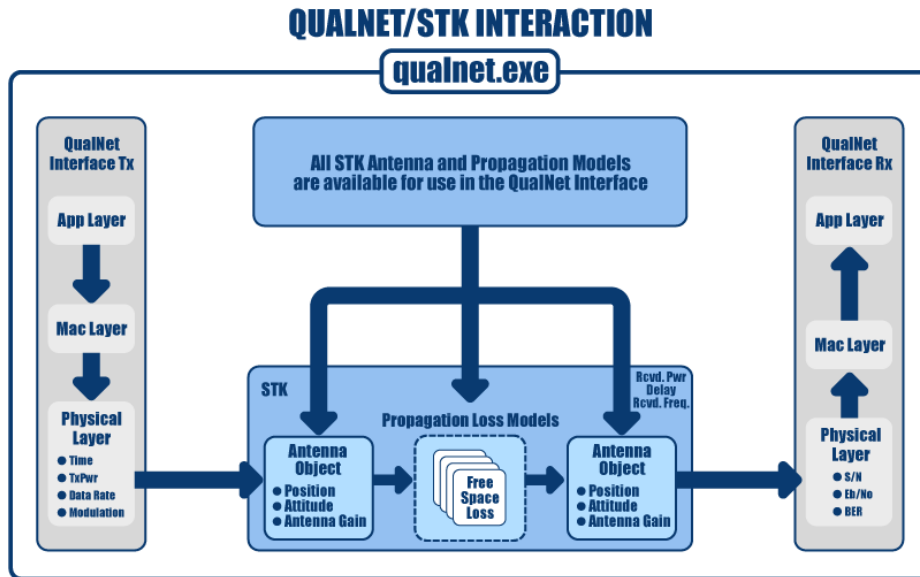 QUALNET/STK INTERACTION
qualnet.exe
QualNet
Interface Tx
App Layer
Mac Layer
Physical
Layer
● Time
● TxPwr
● Data Rate
● Modulation
All STK Antenna and Propagation Models
are available for use in the QualNet Interface
STK
Rcvd. Pwr
Delay
Rcvd. Freq.
Propagation Loss Models
Antenna
Object
● Position
● Attitude
● Antenna Gain
Free
Space
Loss
Antenna
Object
● Position
● Attitude
● Antenna Gain
QualNet
Interface Rx
App Layer
Mac Layer
Physical
Layer
● S/N
● Eb/No
● BER